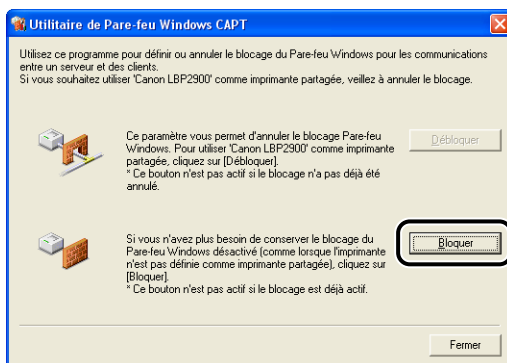 Utilitaire de Pare-feu Windows CAPT
Utilisez ce programme pour définir ou annuler le blocage du Pare-feu Windows pour les communications
entre un serveur et des clients.
Si vous souhaitez utiliser 'Canon LBP2900' comme imprimante partagée, veillez à annuler le blocage.
Ce paramètre vous permet d'annuler le blocage Pare-feu
Windows. Pour utiliser 'Canon LBP2900' comme imprimante
partagée, cliquez sur [Débloquer].
* Ce bouton n'est pas actif si le blocage n'a pas déjà été
annulé.
Débloquer
Si vous n'avez plus besoin de conserver le blocage du
Pare-feu Windows désactivé (comme lorsque l'imprimante
n'est pas définie comme imprimante partagée), cliquez sur
[Bloquer].
* Ce bouton n'est pas actif si le blocage est déjà actif.
Bloquer
Fermer